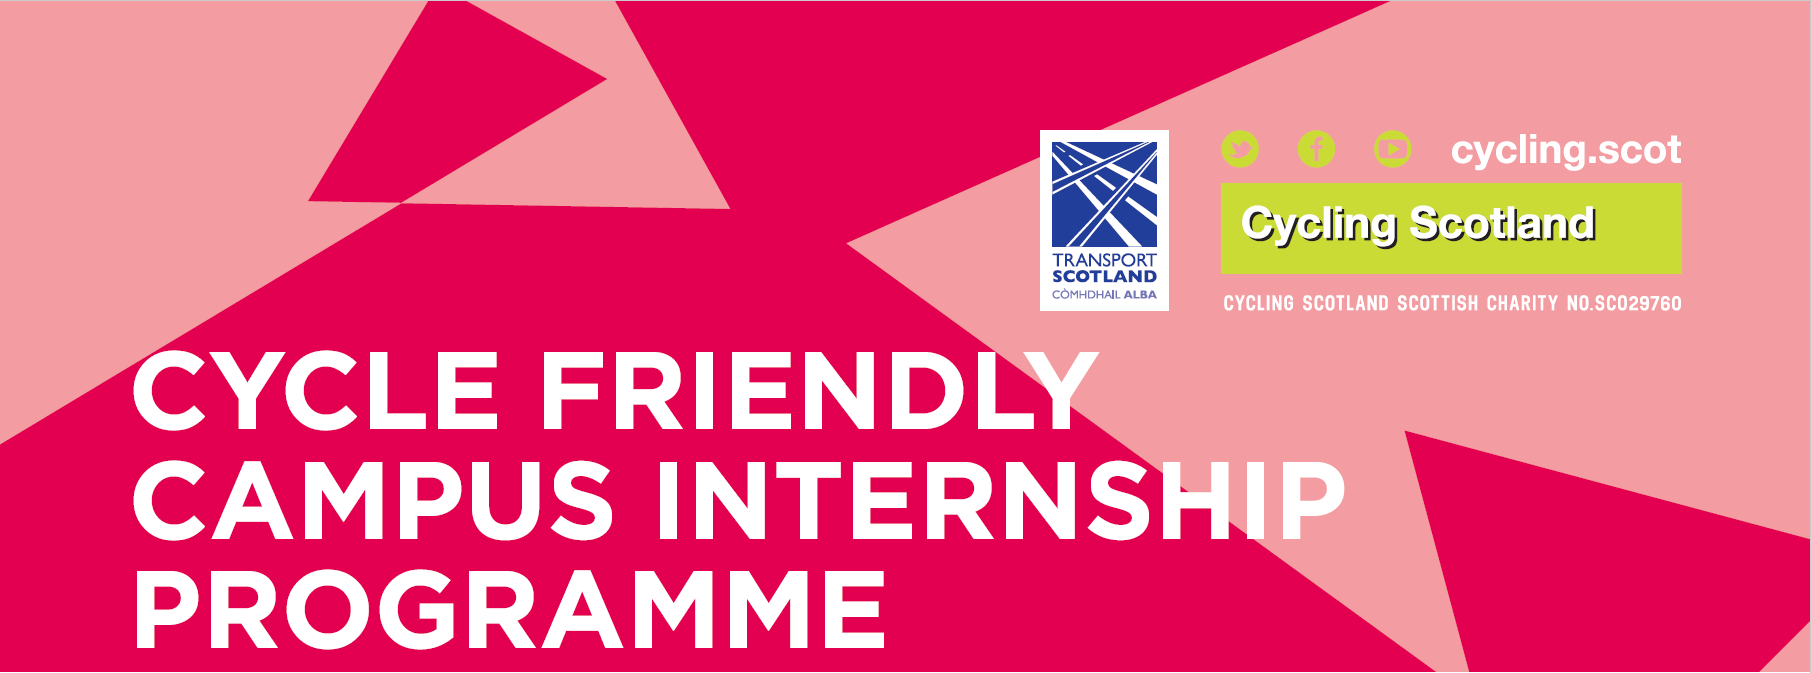 cycling.scot
Cycling Scotland
TRANSPORT
SCOTLAND
CÒMHDHAIL ALBA
CYCLING SCOTLAND SCOTTISH CHARITY NO.SC029760
CYCLE FRIENDLY
CAMPUS INTERNSHIP
PROGRAMME